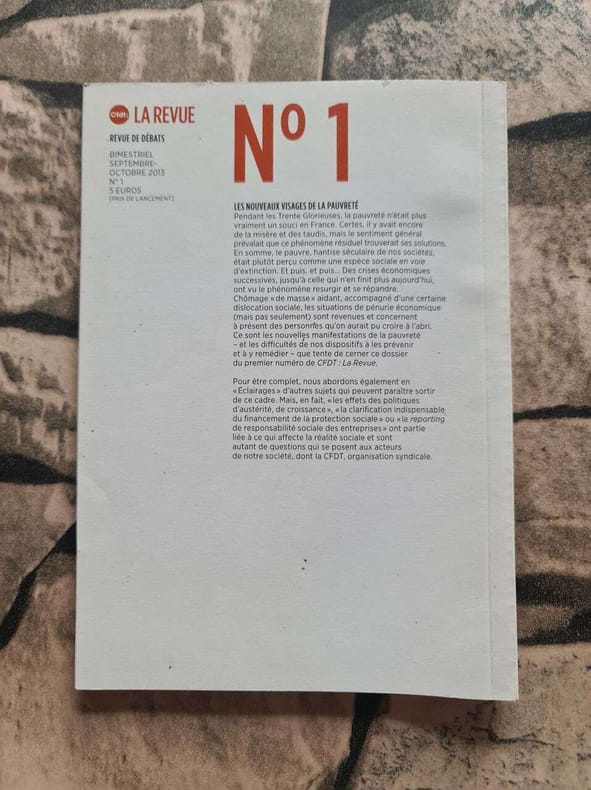 Cfdt: LA REVUE
REVUE DE DÉBATS
BIMESTRIEL
SEPTEMBRE-
OCTOBRE 2013
N° 1
5 EUROS
(PRIX DE LANCEMENT)
Nº 1
LES NOUVEAUX VISAGES DE LA PAUVRETÉ
Pendant les Trente Glorieuses, la pauvreté n'était plus
vraiment un souci en France. Certes, il y avait encore
de la misère et des taudis, mais le sentiment général
prévalait que ce phénomène résiduel trouverait ses solutions.
En somme, le pauvre, hantise séculaire de nos sociétés,
était plutôt perçu comme une espèce sociale en voie
d'extinction. Et puis, et puis... Des crises économiques
successives, jusqu'à celle qui n'en finit plus aujourd'hui,
ont vu le phénomène resurgir et se répandre.
Chômage « de masse » aidant, accompagné d'une certaine
dislocation sociale, les situations de pénurie économique
(mais pas seulement) sont revenues et concernent
à présent des personnes qu'on aurait pu croire à l'abri.
Ce sont les nouvelles manifestations de la pauvreté
– et les difficultés de nos dispositifs à les prévenir
et à y remédier – que tente de cerner ce dossier
du premier numéro de CFDT : La Revue.
Pour être complet, nous abordons également en
« Éclairages » d'autres sujets qui peuvent paraître sortir
de ce cadre. Mais, en fait, « les effets des politiques
d'austérité, de croissance », « la clarification indispensable
du financement de la protection sociale » ou « le reporting
de responsabilité sociale des entreprises » ont partie
liée à ce qui affecte la réalité sociale et sont
autant de questions qui se posent aux acteurs
de notre société, dont la CFDT, organisation syndicale.